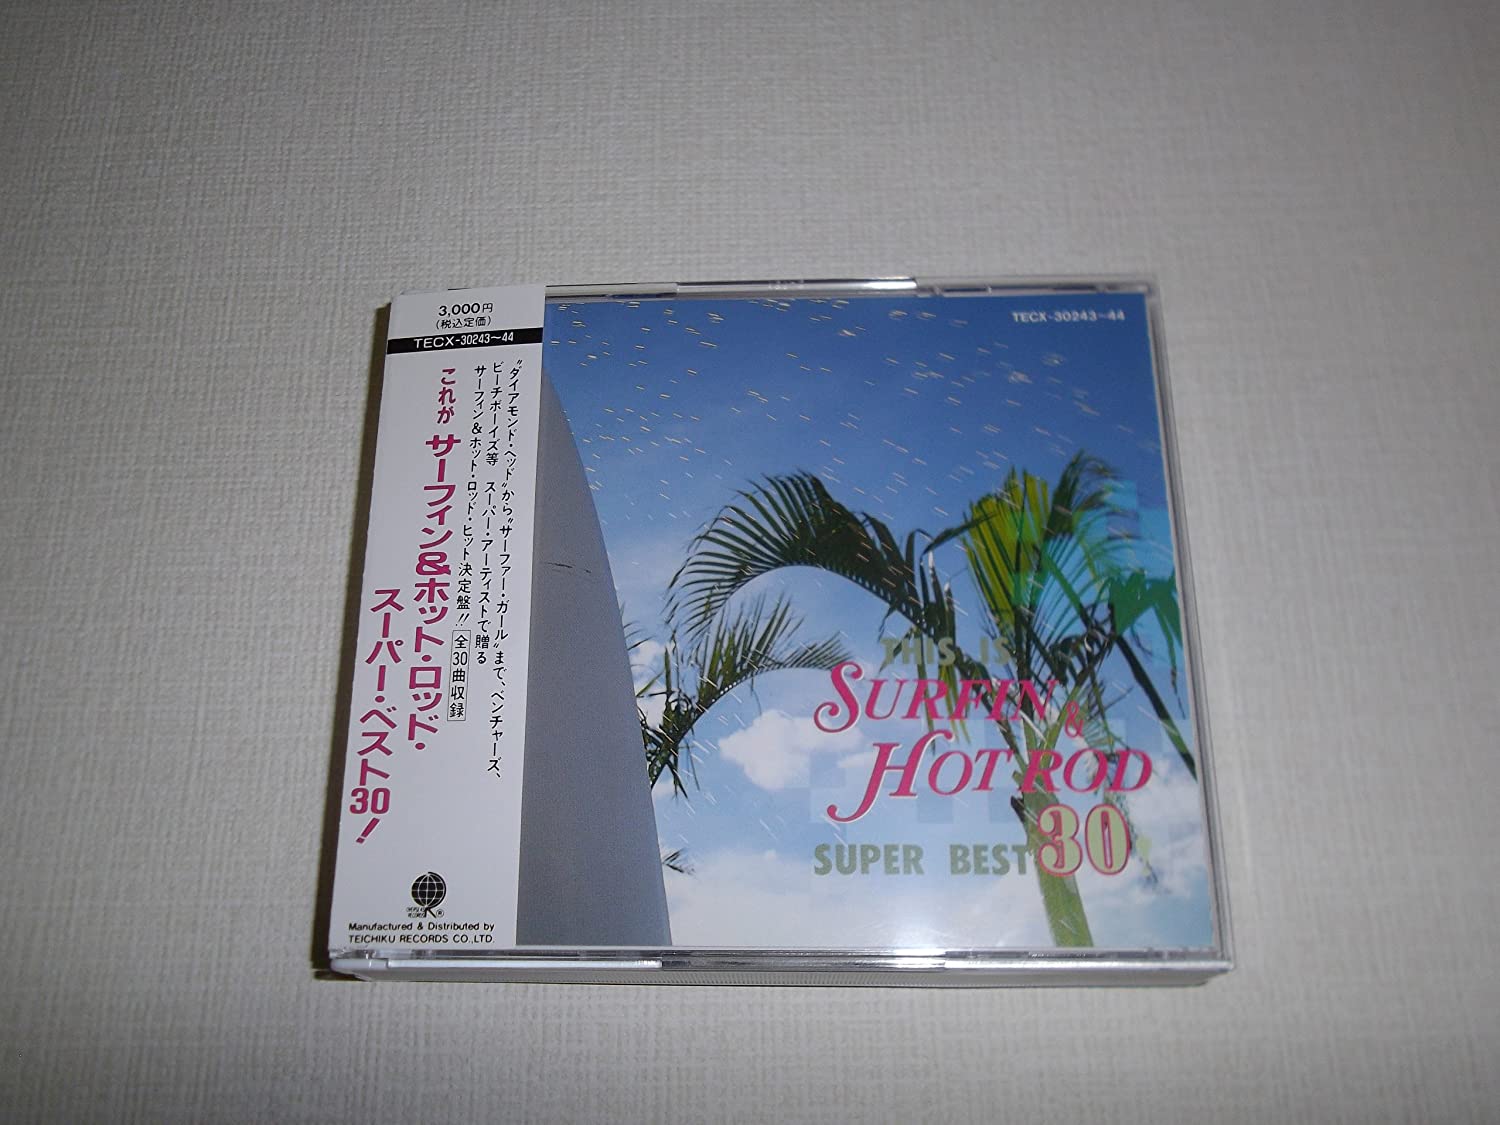 3,000円
(税込定価)
TECX-30243〜44
“ダイアモンド・ヘッド”から“サーファー・ガール”まで、ベンチャーズ、
ビーチボーイズ等 スーパー・アーティストで贈る
サーフィン&ホット・ロッド・ヒット決定盤!! 全30曲収録
これが サーフィン&ホット・ロッド・
スーパー・ベスト30!
OVERSEAS
RECORDS
®
Manufactured & Distributed by
TEICHIKU RECORDS CO.,LTD.
TECX-30243〜44
THIS IS
SURFIN &
HOT ROD
SUPER BEST 30